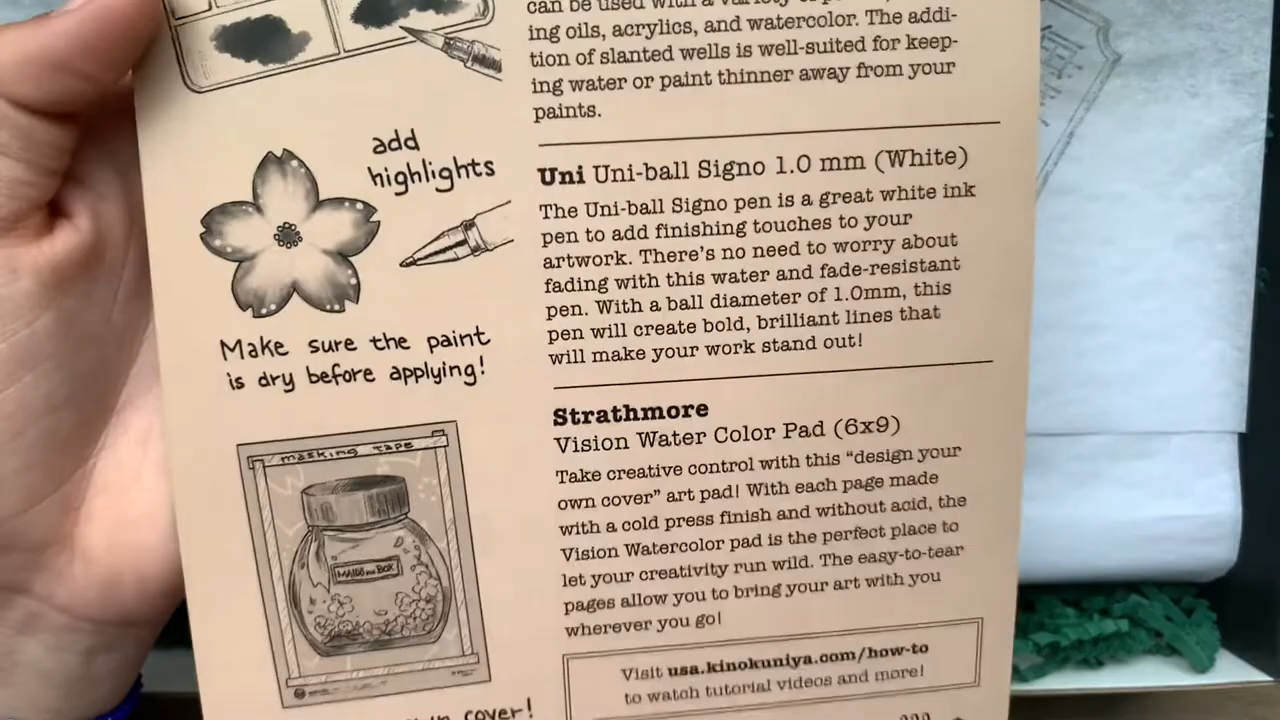 can be used with a variety of
ing oils, acrylics, and watercolor. The addi-
tion of slanted wells is well-suited for keep-
ing water or paint thinner away from your
paints.
add
highlights
Make sure the paint
is dry before applying!
Uni Uni-ball Signo 1.0 mm (White)
The Uni-ball Signo pen is a great white ink
pen to add finishing touches to your
artwork. There's no need to worry about
fading with this water and fade-resistant
pen. With a ball diameter of 1.0mm, this
pen will create bold, brilliant lines that
will make your work stand out!
masking tape
MAIDO in a BOX
cover!
Strathmore
Vision Water Color Pad (6x9)
Take creative control with this "design your
own cover" art pad! With each page made
with a cold press finish and without acid, the
Vision Watercolor pad is the perfect place to
let your creativity run wild. The easy-to-tear
pages allow you to bring your art with you
wherever you go!
Visit usa.kinokuniya.com/how-to
to watch tutorial videos and more!